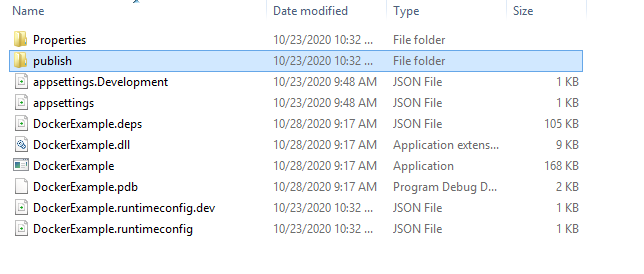 Name Date modified Type Size
Properties 10/23/2020 10:32 ... File folder
publish 10/23/2020 10:32 ... File folder
appsettings.Development 10/23/2020 9:48 AM JSON File 1 KB
appsettings 10/23/2020 9:48 AM JSON File 1 KB
DockerExample.deps 10/28/2020 9:17 AM JSON File 105 KB
DockerExample.dll 10/28/2020 9:17 AM Application extens... 9 KB
DockerExample 10/28/2020 9:17 AM Application 168 KB
DockerExample.pdb 10/28/2020 9:17 AM Program Debug D... 2 KB
DockerExample.runtimeconfig.dev 10/23/2020 10:32 ... JSON File 1 KB
DockerExample.runtimeconfig 10/23/2020 10:32 ... JSON File 1 KB